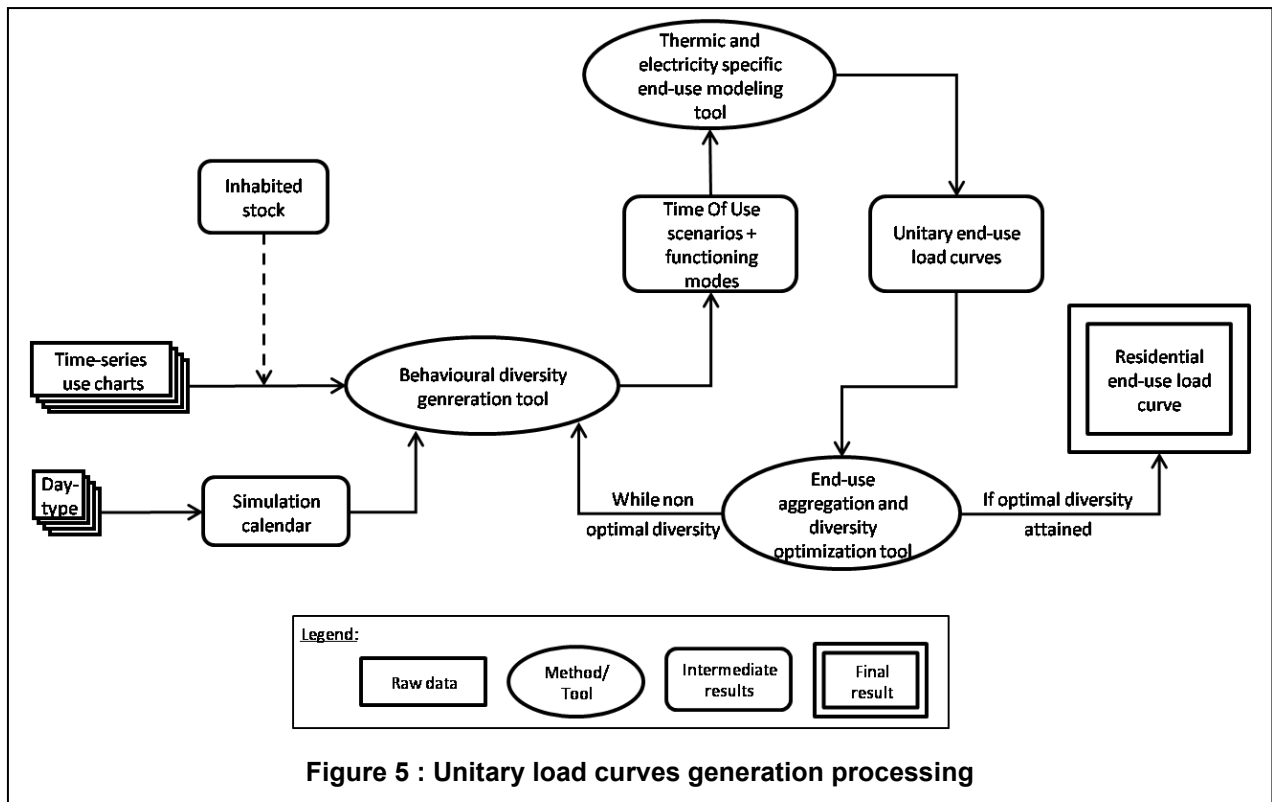 Thermic and
electricity specific
end-use modeling
tool
Inhabited
stock
Time Of Use
scenarios +
functioning
modes
Unitary end-use
load curves
Time-series
use charts
Behavioural diversity
genreration tool
Residential
end-use load
curve
Day-
type
Simulation
calendar
While non
optimal diversity
End-use
aggregation and
diversity
optimization tool
If optimal diversity
attained
Legend:
Raw data
Method/
Tool
Intermediate
results
Final
result
Figure 5 : Unitary load curves generation processing